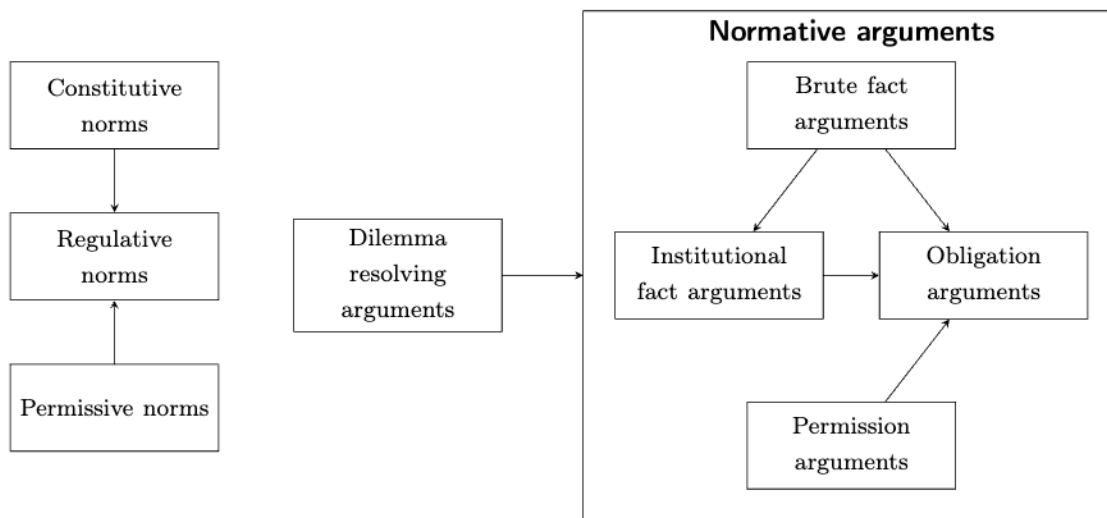 Constitutive
norms
Regulative
norms
Permissive norms
Dilemma
resolving
arguments
Normative arguments
Brute fact
arguments
Institutional
fact arguments
Obligation
arguments
Permission
arguments